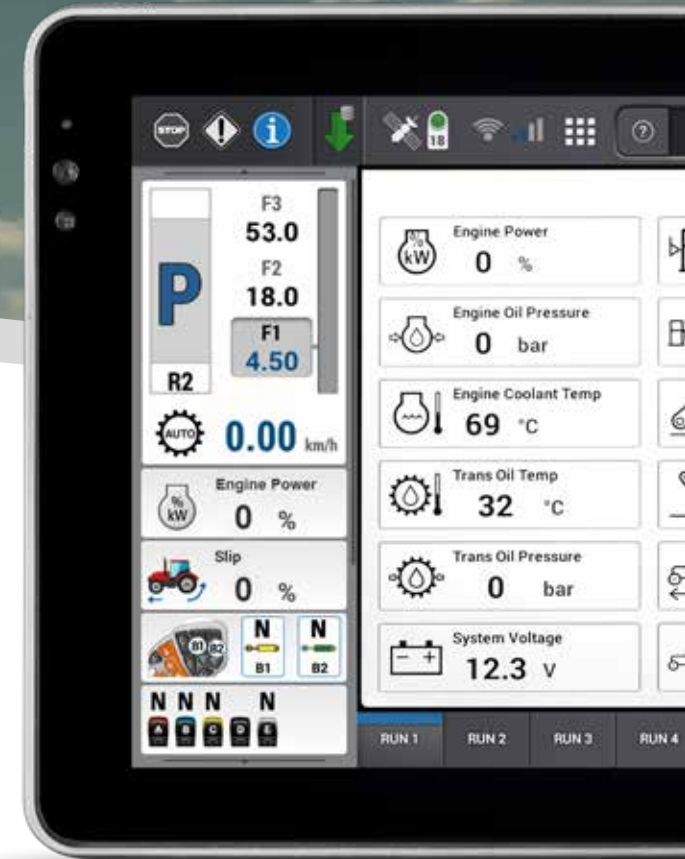 STOP
18
F3
53.0
F2
18.0
F1
4.50
P
R2
AUTO
0.00 km/h
% kW
Engine Power
0 %
Slip
0 %
B1 B2
N N
B1 B2
N N N N
A B C D E
% kW
Engine Power
0 %
Engine Oil Pressure
0 bar
Engine Coolant Temp
69 °C
Trans Oil Temp
32 °C
Trans Oil Pressure
0 bar
System Voltage
12.3 V
RUN 1 RUN 2 RUN 3 RUN 4